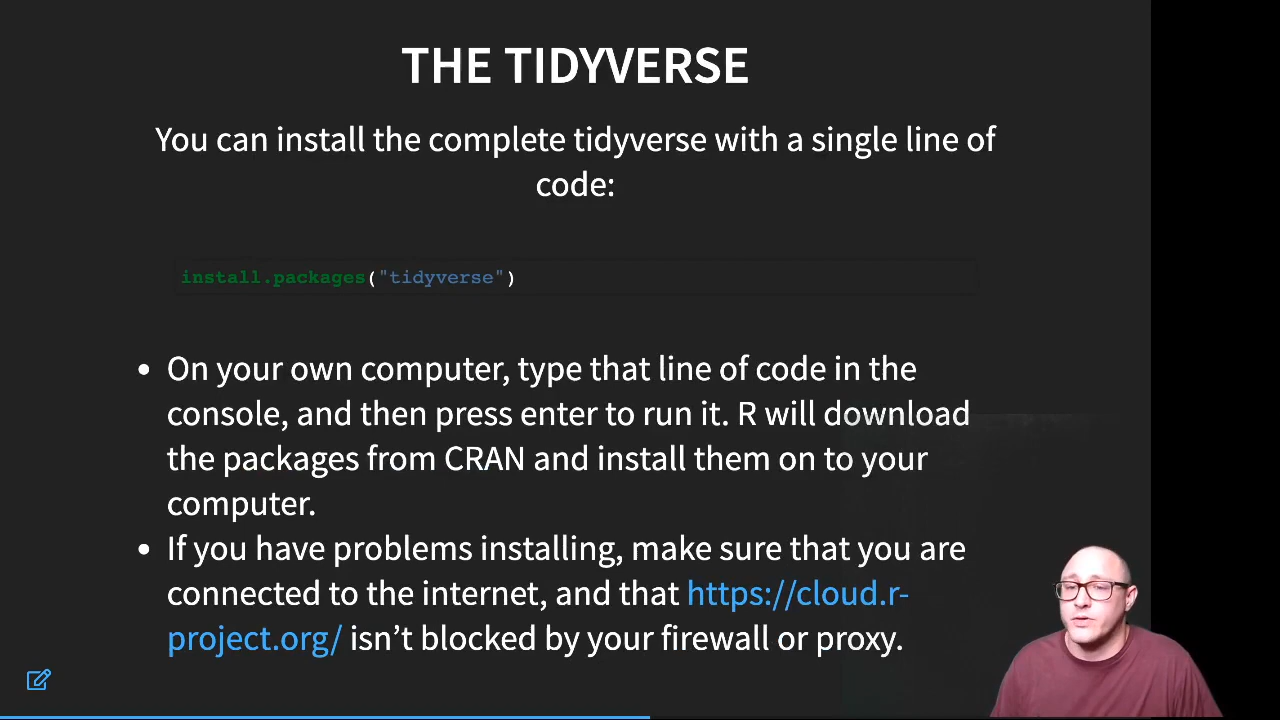 THE TIDYVERSE
You can install the complete tidyverse with a single line of
code:
install.packages("tidyverse")
• On your own computer, type that line of code in the
console, and then press enter to run it. R will download
the packages from CRAN and install them on to your
computer.
• If you have problems installing, make sure that you are
connected to the internet, and that https://cloud.r-
project.org/ isn’t blocked by your firewall or proxy.